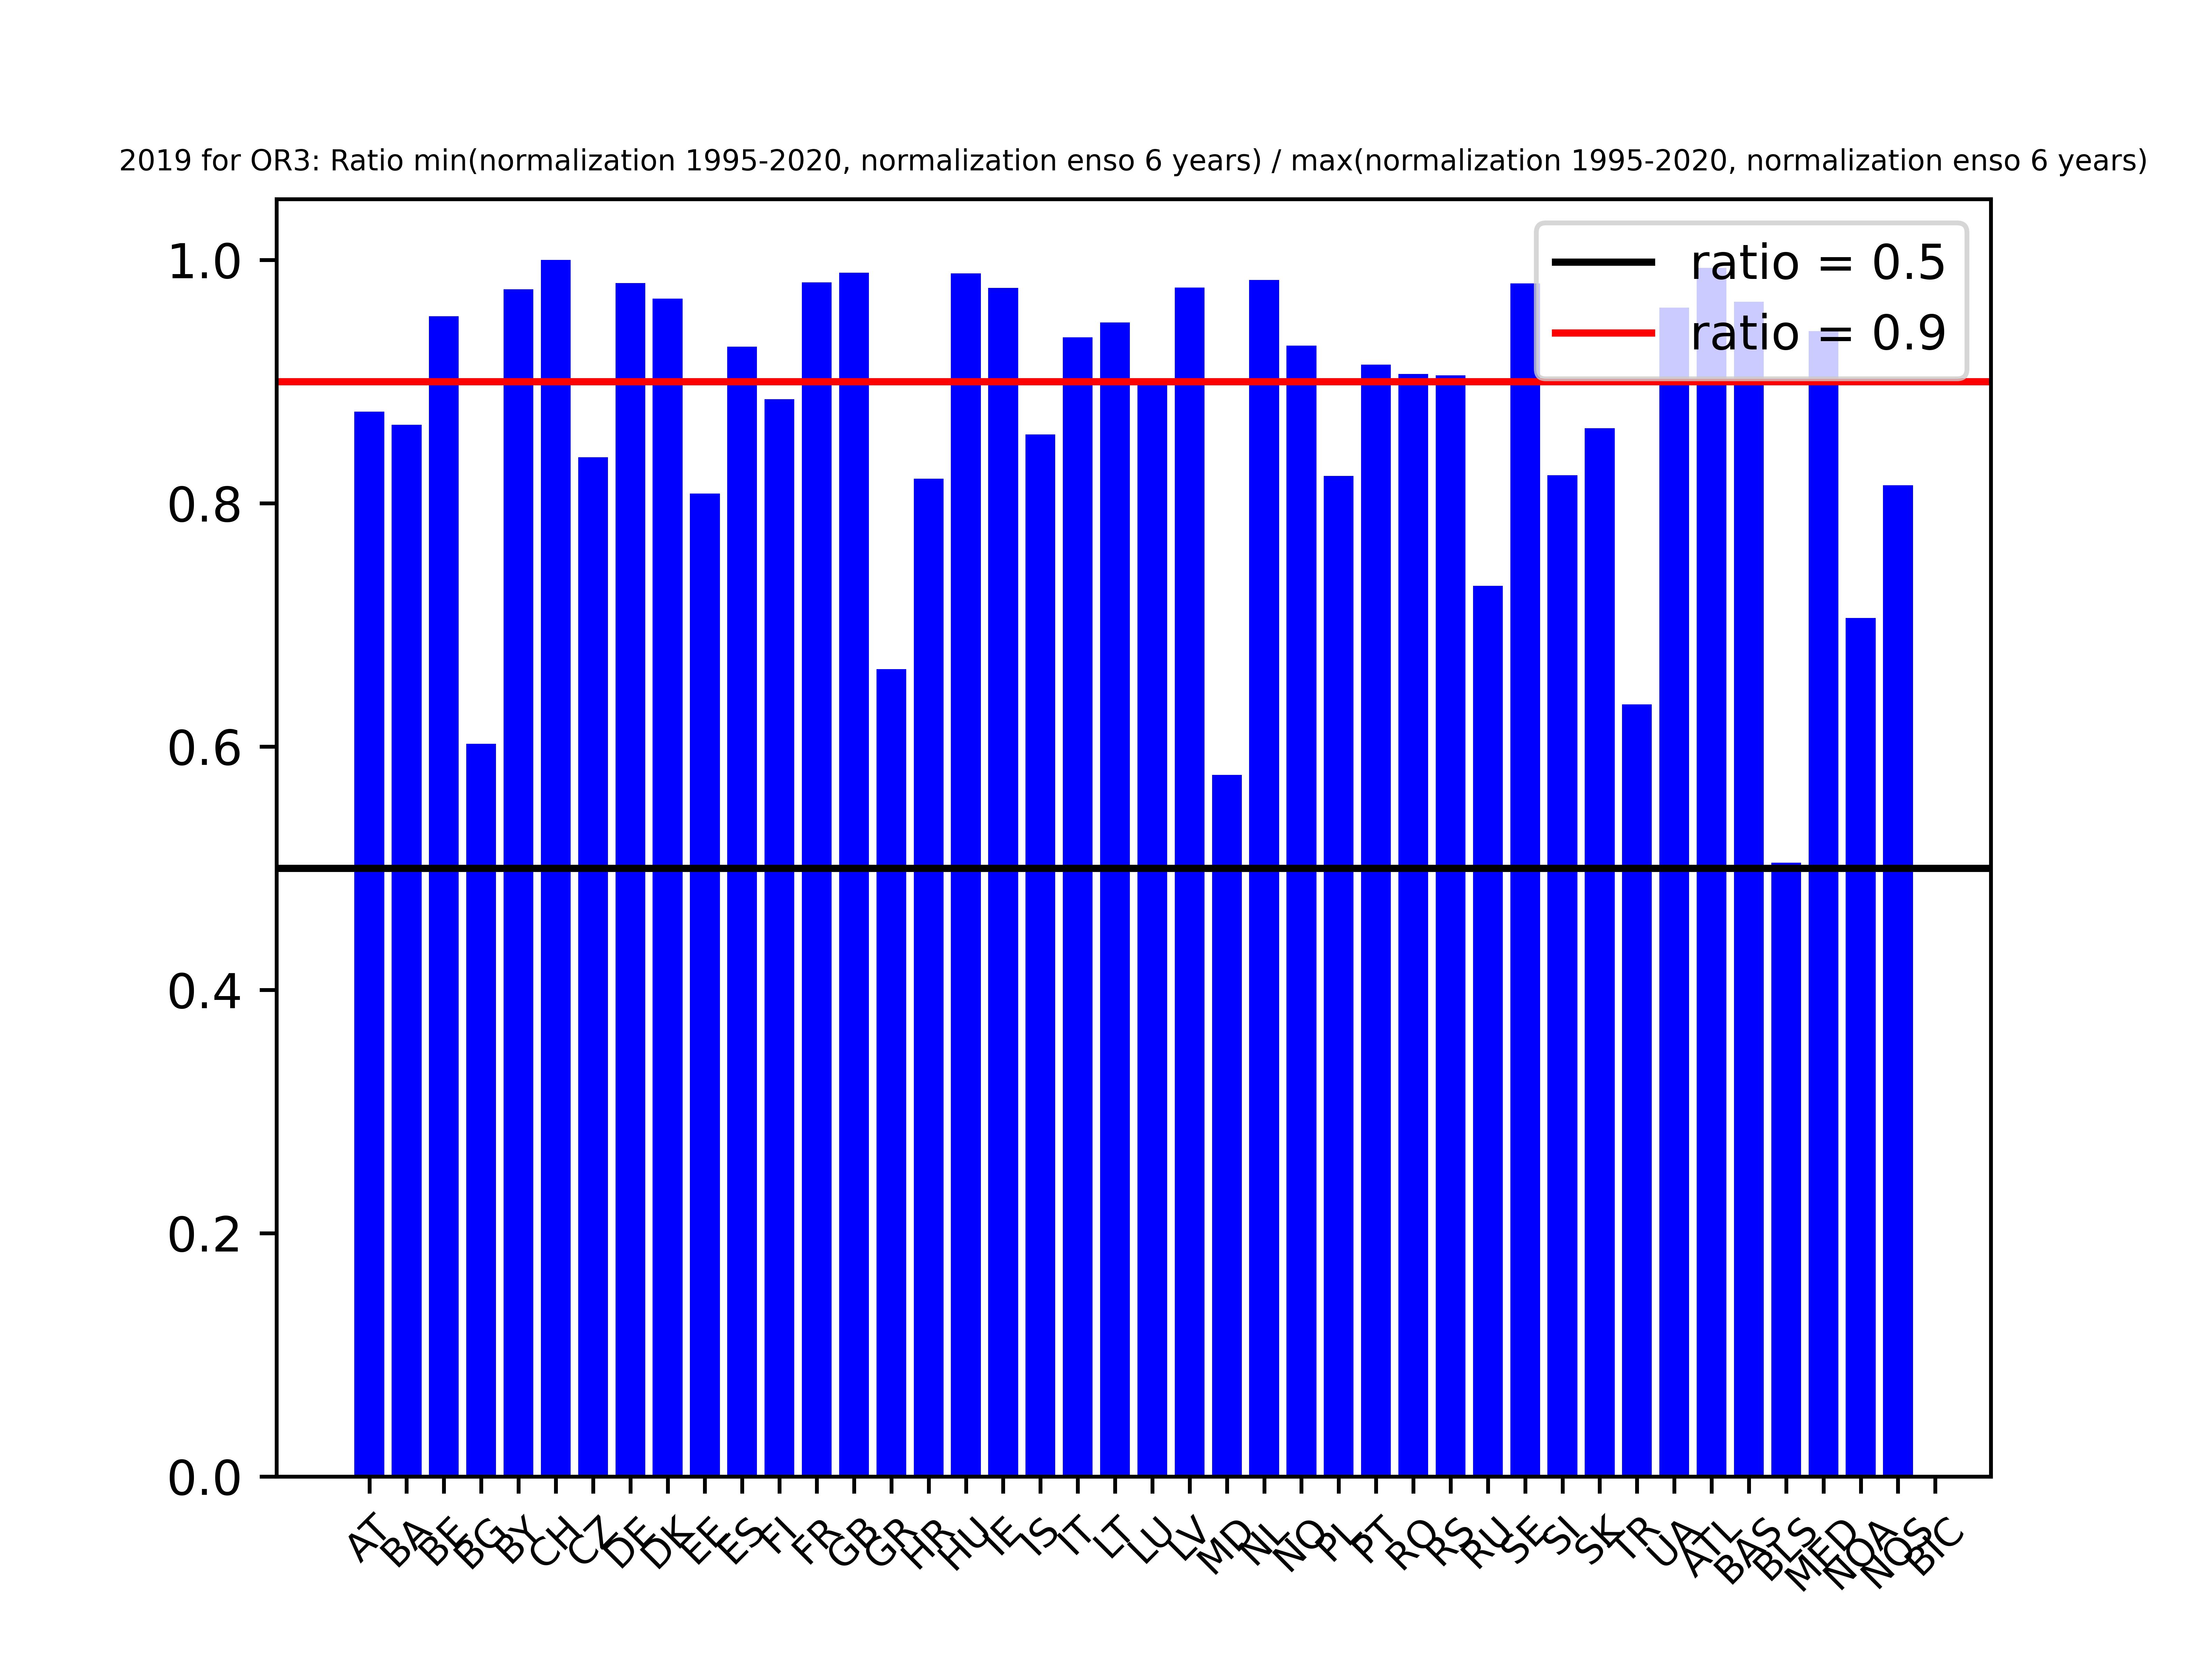 2019 for OR3: Ratio min(normalization 1995-2020, normalization enso 6 years) / max(normalization 1995-2020, normalization enso 6 years)
ratio = 0.5
ratio = 0.9
1.0
0.8
0.6
0.4
0.2
0.0
AT BA BE BG BY CH CZ DE DK EE ES FI FR GB GR HR HU IE IS IT LT LU LV MD NL NO PL PT RO RS RU SE SI SK TR UA ATL BAS BLS MED NOA NOS BIC